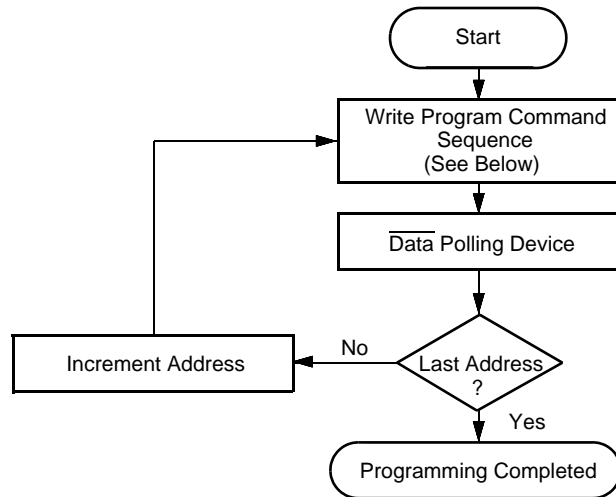 Start
Write Program Command
Sequence
(See Below)
Data Polling Device
Increment Address
No
Last Address
?
Yes
Programming Completed